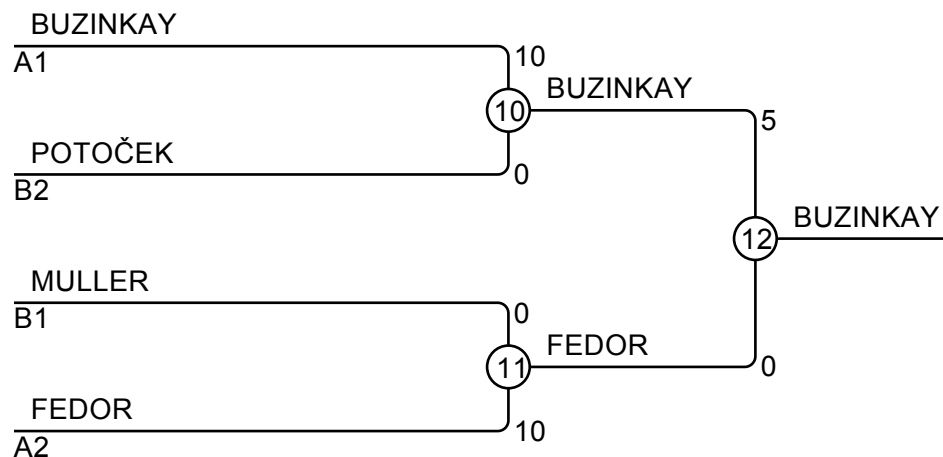 BUZINKAY
A1
10
BUZINKAY
10
5
POTOČEK
B2
0
BUZINKAY
12
MULLER
B1
0
FEDOR
11
0
FEDOR
A2
10